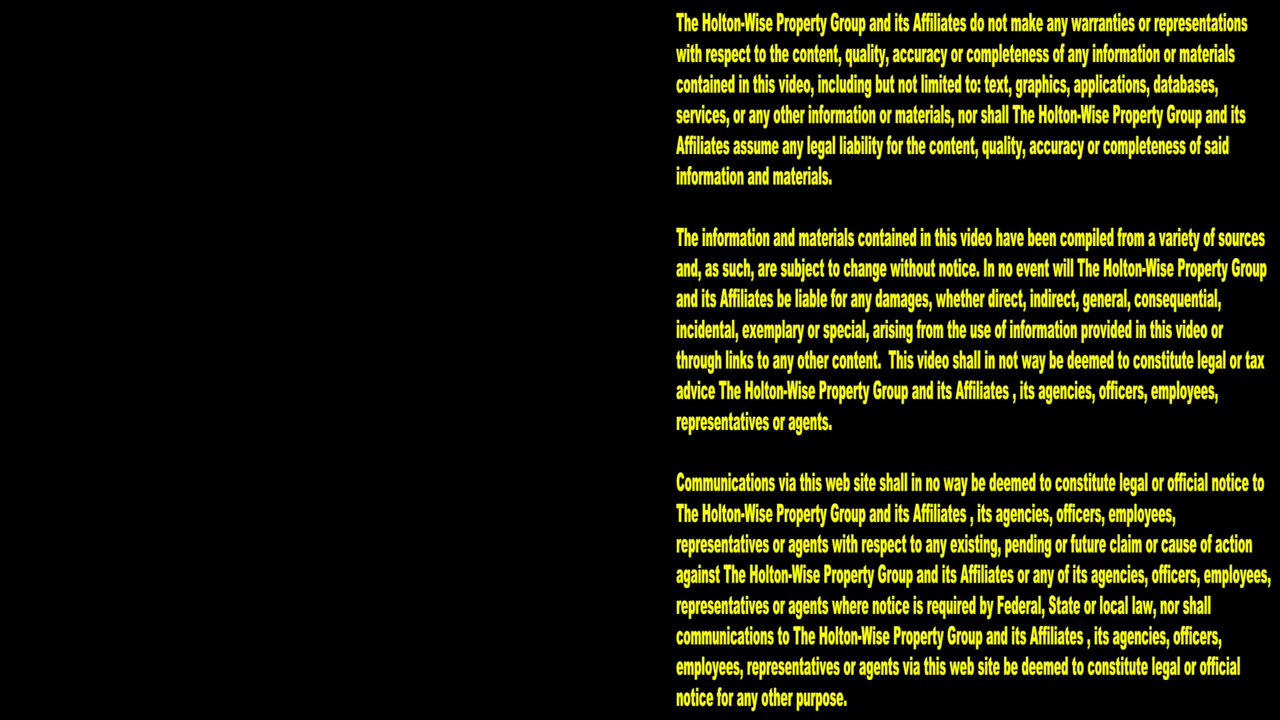 The Holton-Wise Property Group and its Affiliates do not make any warranties or representations
with respect to the content, quality, accuracy or completeness of any information or materials
contained in this video, including but not limited to: text, graphics, applications, databases,
services, or any other information or materials, nor shall The Holton-Wise Property Group and its
Affiliates assume any legal liability for the content, quality, accuracy or completeness of said
information and materials.
The information and materials contained in this video have been compiled from a variety of sources
and, as such, are subject to change without notice. In no event will The Holton-Wise Property Group
and its Affiliates be liable for any damages, whether direct, indirect, general, consequential,
incidental, exemplary or special, arising from the use of information provided in this video or
through links to any other content.  This video shall in not way be deemed to constitute legal or tax
advice The Holton-Wise Property Group and its Affiliates , its agencies, officers, employees,
representatives or agents.
Communications via this web site shall in no way be deemed to constitute legal or official notice to
The Holton-Wise Property Group and its Affiliates , its agencies, officers, employees,
representatives or agents with respect to any existing, pending or future claim or cause of action
against The Holton-Wise Property Group and its Affiliates or any of its agencies, officers, employees,
representatives or agents where notice is required by Federal, State or local law, nor shall
communications to The Holton-Wise Property Group and its Affiliates , its agencies, officers,
employees, representatives or agents via this web site be deemed to constitute legal or official
notice for any other purpose.